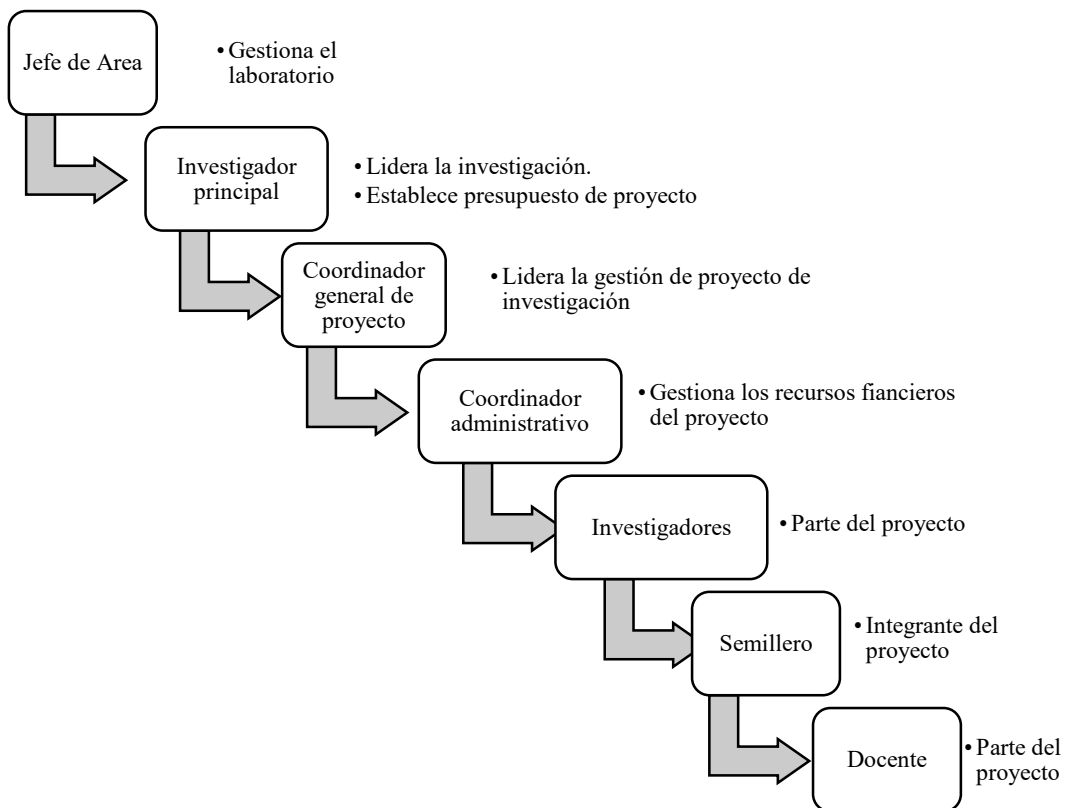 Jefe de Area
• Gestiona el
laboratorio
Investigador
principal
• Lidera la investigación.
• Establece presupuesto de proyecto
Coordinador
general de
proyecto
• Lidera la gestión de proyecto de
investigación
Coordinador
administrativo
• Gestiona los recursos fiancieros
del proyecto
Investigadores
• Parte del proyecto
Semillero
• Integrante del
proyecto
Docente
• Parte del
proyecto